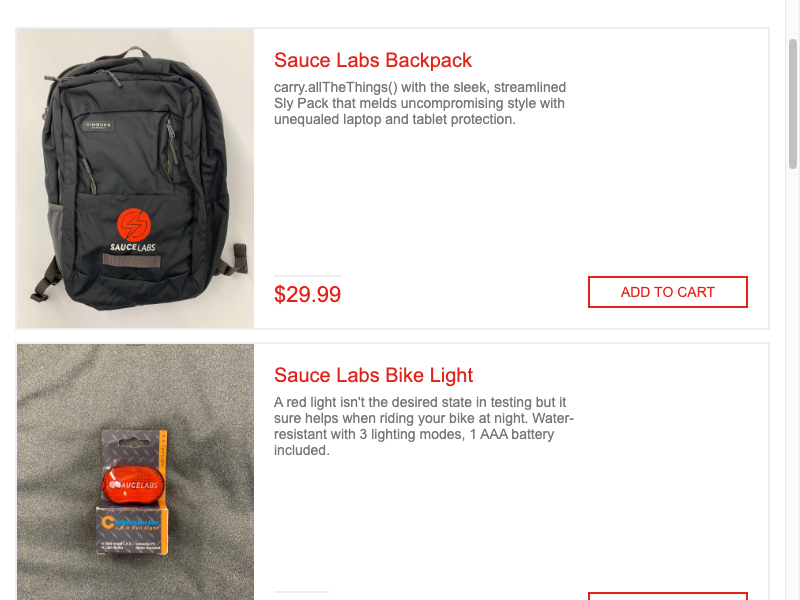 Sauce Labs Backpack
carry.allTheThings() with the sleek, streamlined
Sly Pack that melds uncompromising style with
unequaled laptop and tablet protection.
SAUCELABS
$29.99
ADD TO CART
Sauce Labs Bike Light
A red light isn't the desired state in testing but it
sure helps when riding your bike at night. Water-
resistant with 3 lighting modes, 1 AAA battery
included.
SAUCELABS